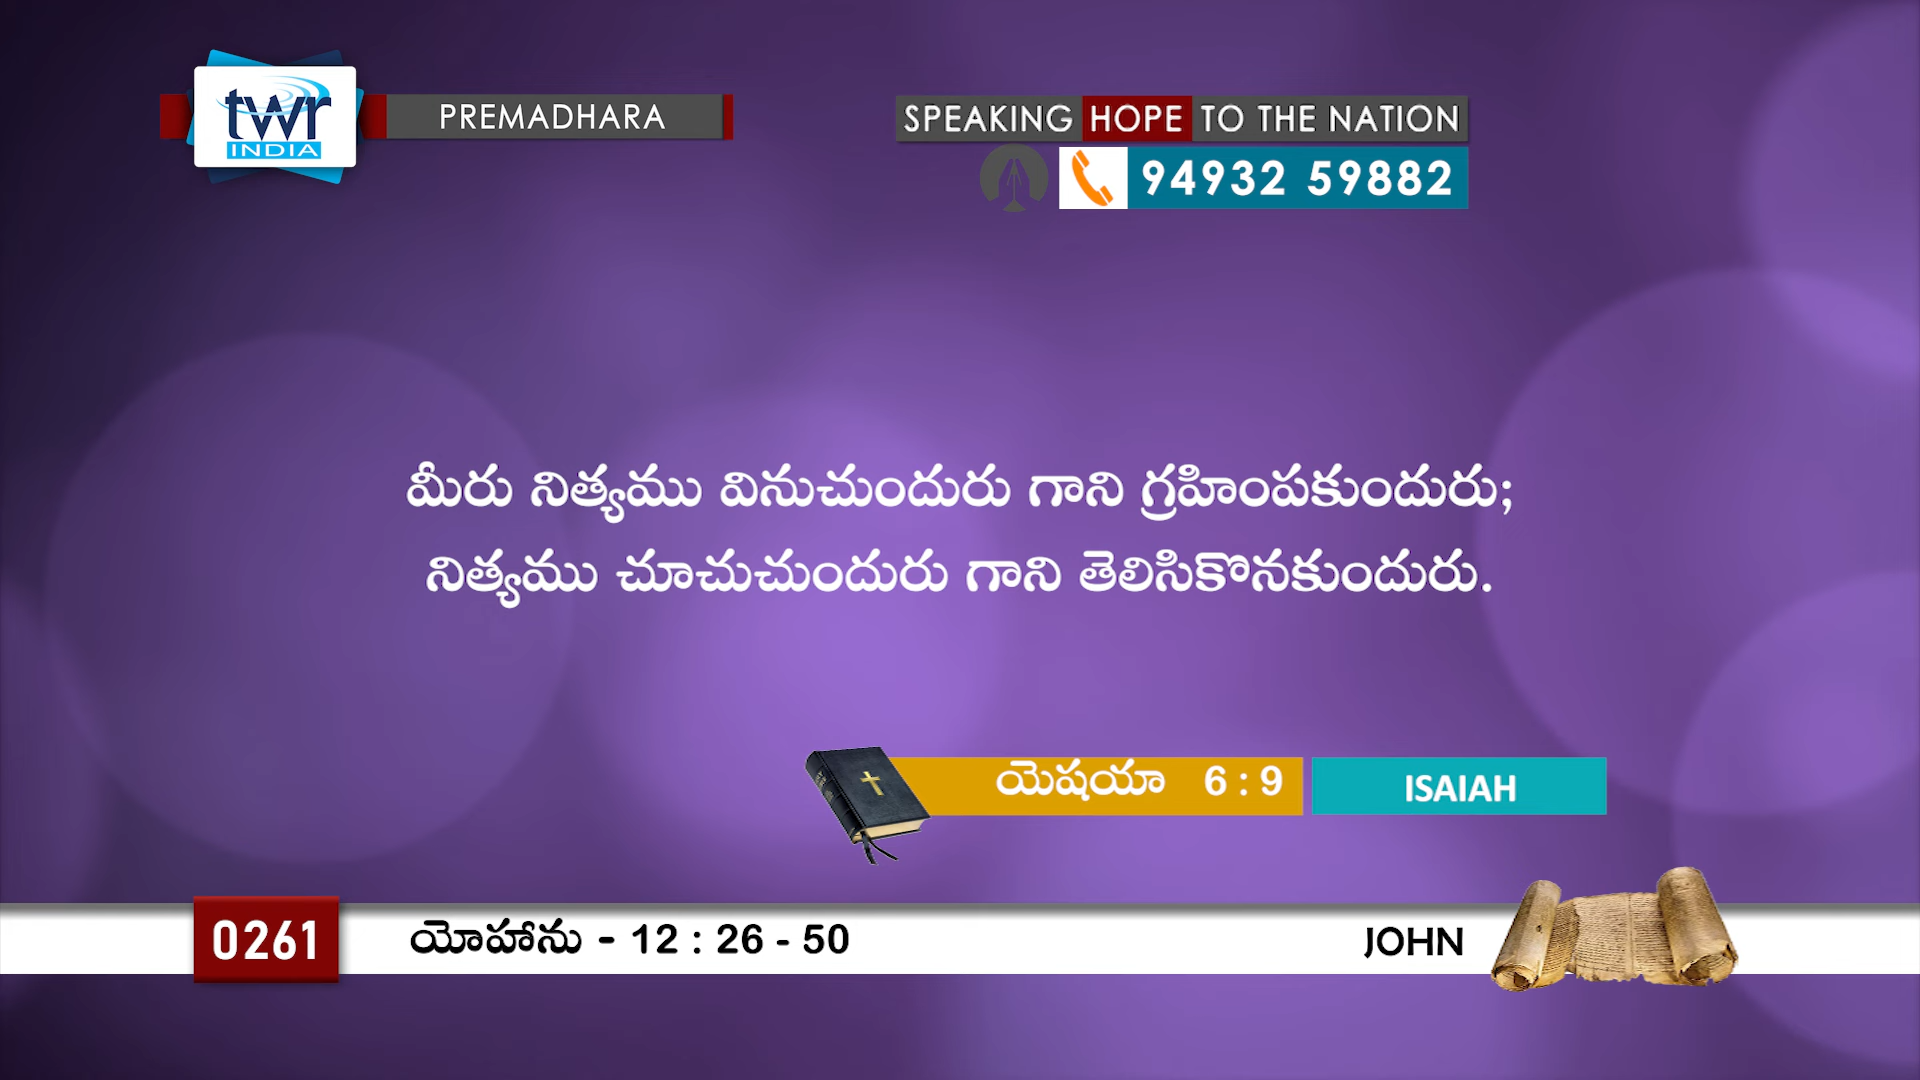 twr
INDIA
PREMADHARA
SPEAKING HOPE TO THE NATION
94932 59882
మీరు నిత్యము వినుచుందురు గాని గ్రహింపకుందురు;
నిత్యము చూచుచుందురు గాని తెలిసికొనకుందురు.
యెషయా 6 : 9
ISAIAH
0261
యోహాను - 12 : 26 - 50
JOHN